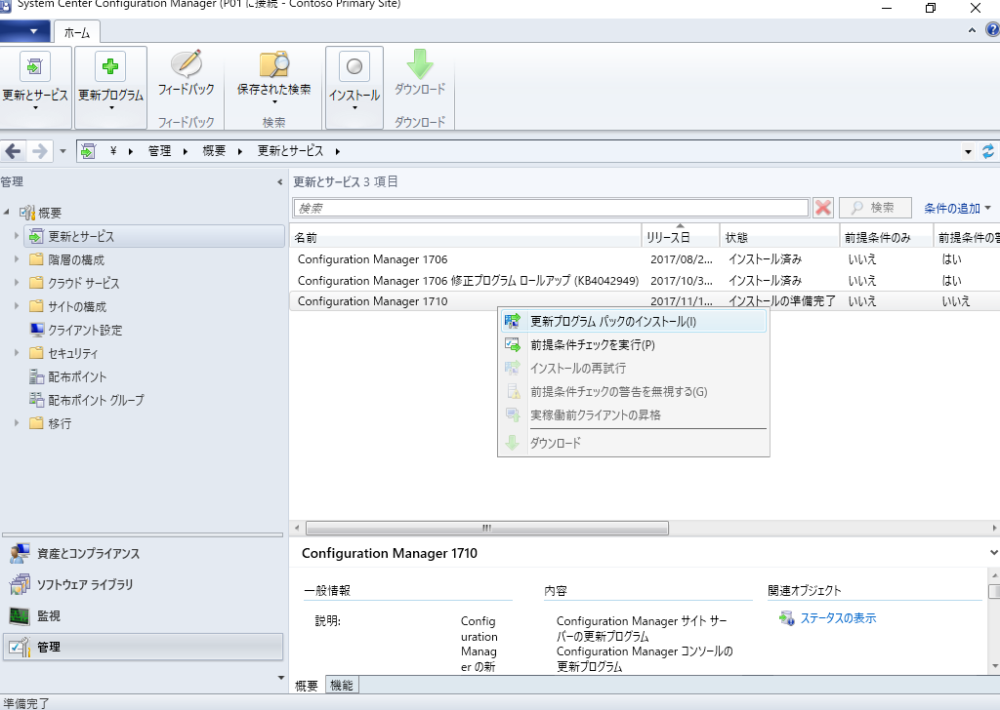 System Center Configuration Manager (P01 に接続 - Contoso Primary Site)
ホーム
更新とサービス
更新プログラム
フィードバック
フィードバック
保存された検索
検索
インストール
ダウンロード
ダウンロード
¥ 管理 概要 更新とサービス
管理
概要
更新とサービス
階層の構成
クラウド サービス
サイトの構成
クライアント設定
セキュリティ
配布ポイント
配布ポイント グループ
移行
資産とコンプライアンス
ソフトウェア ライブラリ
監視
管理
更新とサービス 3 項目
検索
検索
条件の追加
名前 リリース日 状態 前提条件のみ 前提条件の警
Configuration Manager 1706 2017/08/2... インストール済み いいえ はい
Configuration Manager 1706 修正プログラム ロールアップ (KB4042949) 2017/10/3... インストール済み いいえ はい
Configuration Manager 1710 2017/11/1... インストールの準備完了 いいえ いいえ
更新プログラム パックのインストール(I)
前提条件チェックを実行(P)
インストールの再試行
前提条件チェックの警告を無視する(G)
実稼働前クライアントの昇格
ダウンロード
Configuration Manager 1710
一般情報
説明:
Config
uration
Manag
er の新
内容
Configuration Manager サイト サー
バーの更新プログラム
Configuration Manager コンソールの
更新プログラム
関連オブジェクト
ステータスの表示
概要 機能
準備完了